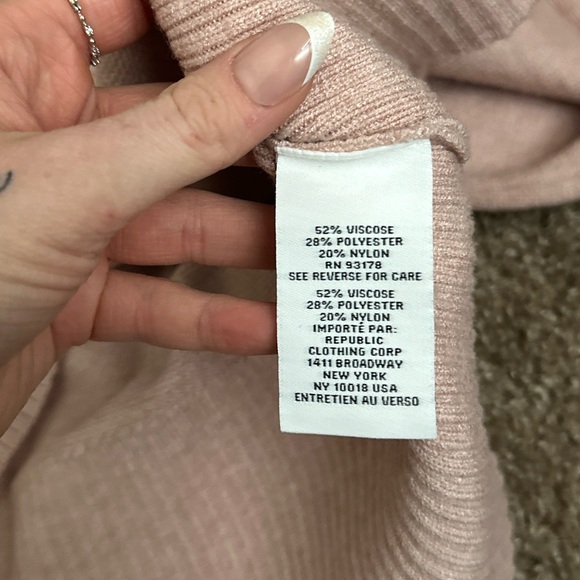 52% VISCOSE
28% POLYESTER
20% NYLON
RN 93178
SEE REVERSE FOR CARE
52% VISCOSE
28% POLYESTER
20% NYLON
IMPORTÉ PAR:
REPUBLIC
CLOTHING CORP
1411 BROADWAY
NEW YORK
NY 10018 USA
ENTRETIEN AU VERSO